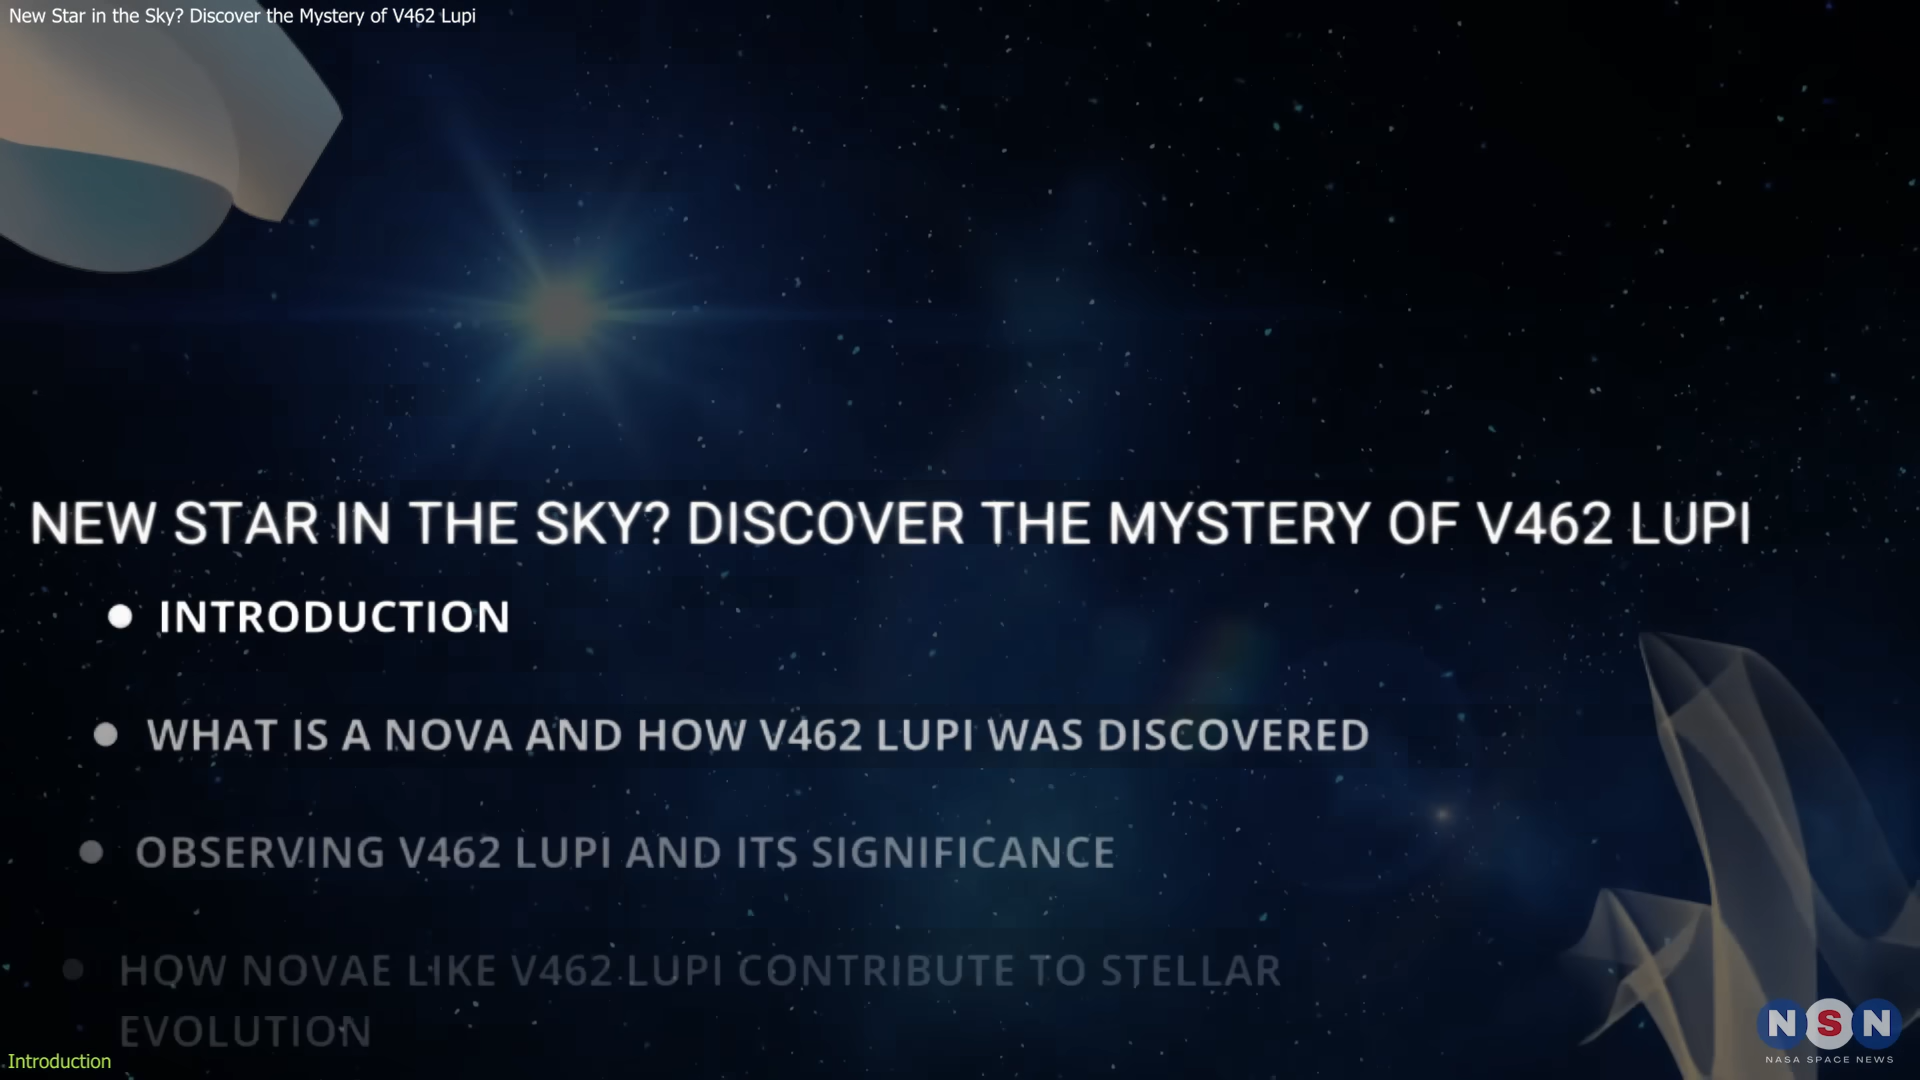 New Star in the Sky? Discover the Mystery of V462 Lupi
NEW STAR IN THE SKY? DISCOVER THE MYSTERY OF V462 LUPI
● INTRODUCTION
● WHAT IS A NOVA AND HOW V462 LUPI WAS DISCOVERED
● OBSERVING V462 LUPI AND ITS SIGNIFICANCE
● HOW NOVAE LIKE V462 LUPI CONTRIBUTE TO STELLAR
EVOLUTION
Introduction
NSN
NASA SPACE NEWS